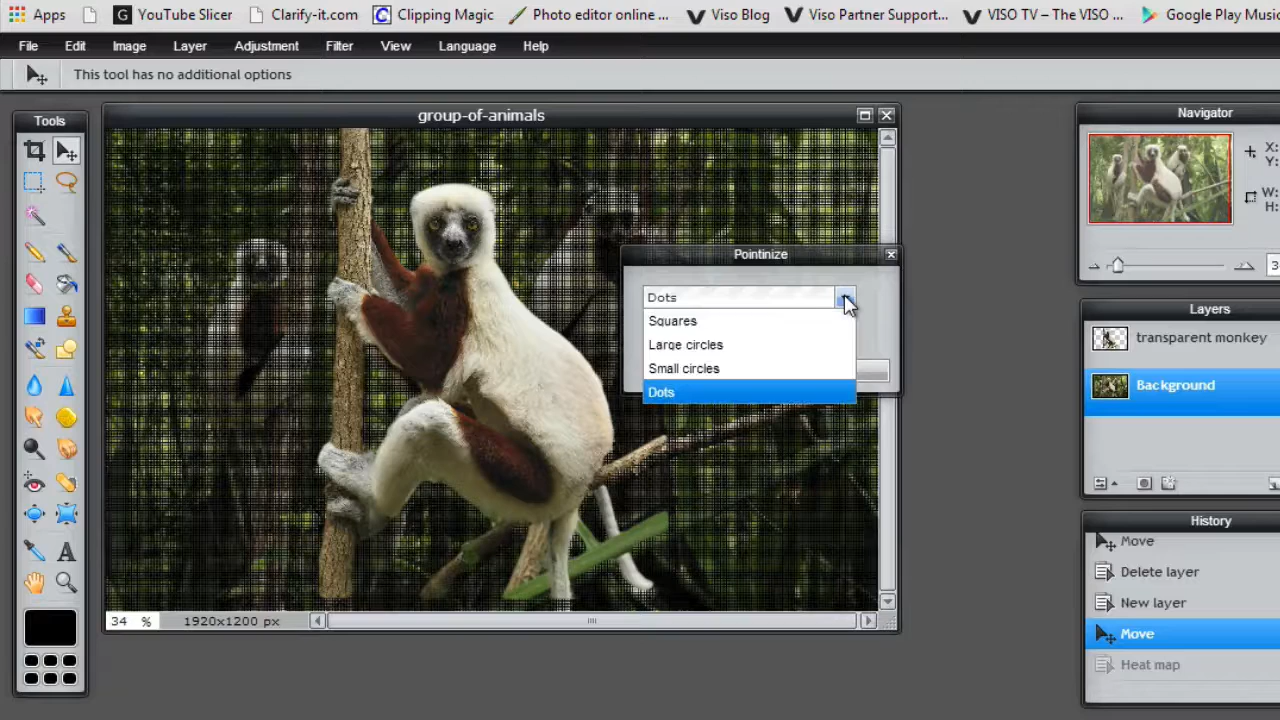 Apps YouTube Slicer Clarify-it.com Clipping Magic Photo editor online ... Viso Blog Viso Partner Support... VISO TV – The VISO ... Google Play Music
File Edit Image Layer Adjustment Filter View Language Help
This tool has no additional options
Tools
group-of-animals
Navigator
X:
Y:
W:
H:
3
Pointinize
Dots
Squares
Large circles
Small circles
Dots
Layers
transparent monkey
Background
History
Move
Delete layer
New layer
Move
Heat map
34 % 1920x1200 px